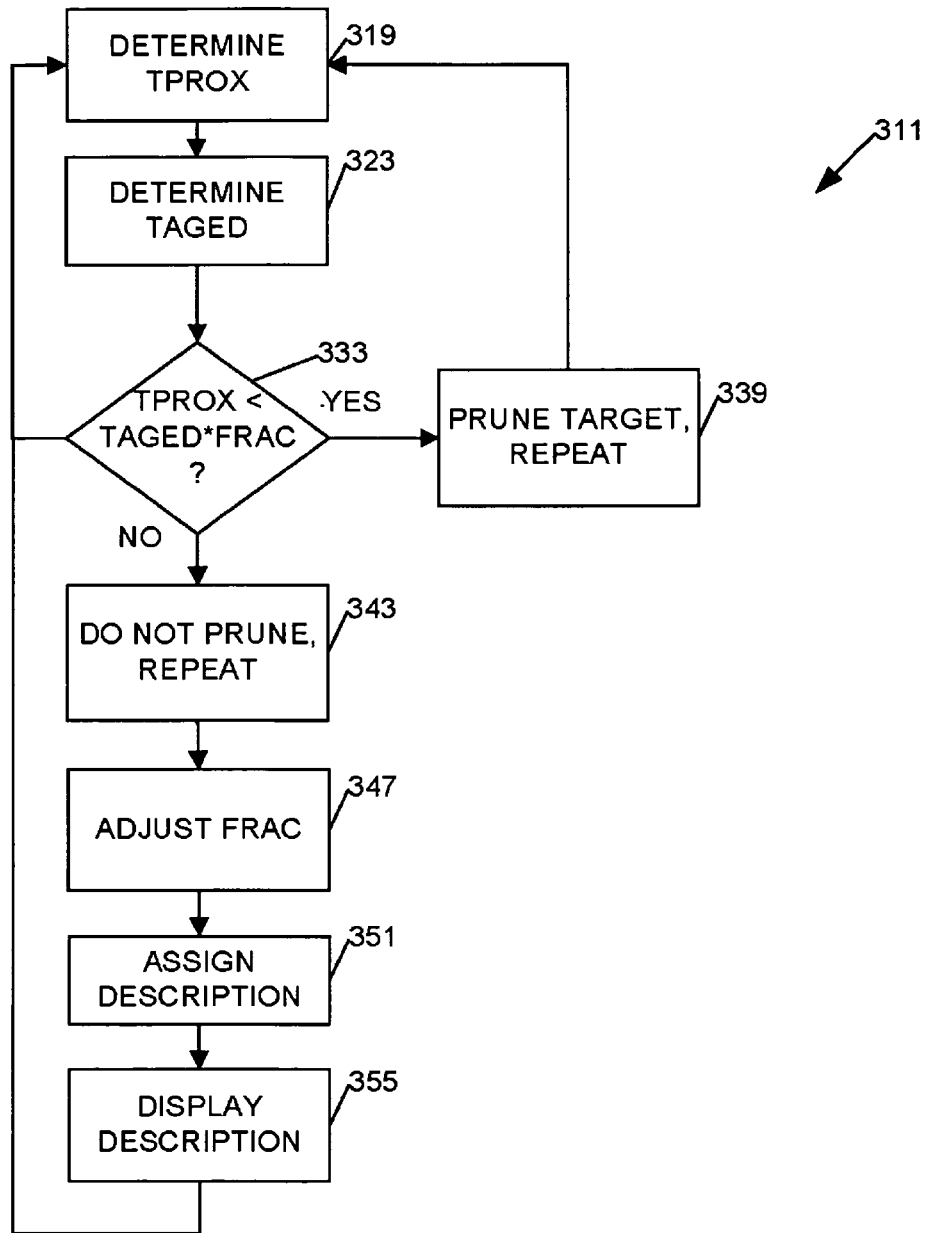 DETERMINE
TPROX
319
311
DETERMINE
TAGED
323
333
TPROX <
TAGED*FRAC
?
YES
PRUNE TARGET,
REPEAT
339
NO
DO NOT PRUNE,
REPEAT
343
ADJUST FRAC
347
ASSIGN
DESCRIPTION
351
DISPLAY
DESCRIPTION
355